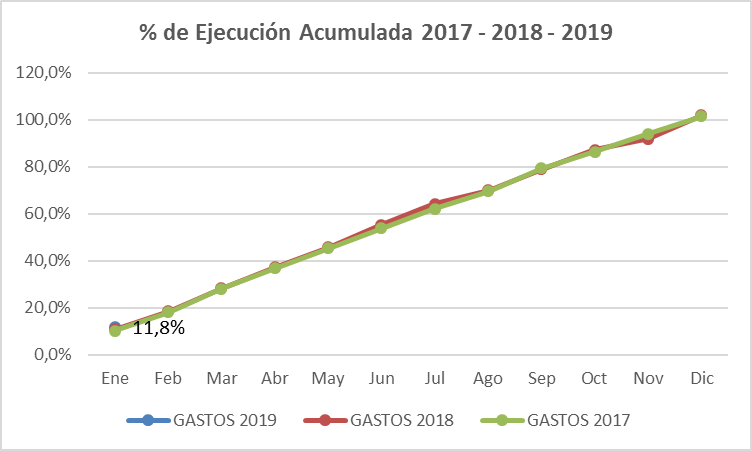 % de Ejecución Acumulada 2017 - 2018 - 2019
120,0%
100,0%
80,0%
60,0%
40,0%
20,0%
0,0%
11,8%
Ene Feb Mar Abr May Jun Jul Ago Sep Oct Nov Dic
GASTOS 2019 GASTOS 2018 GASTOS 2017